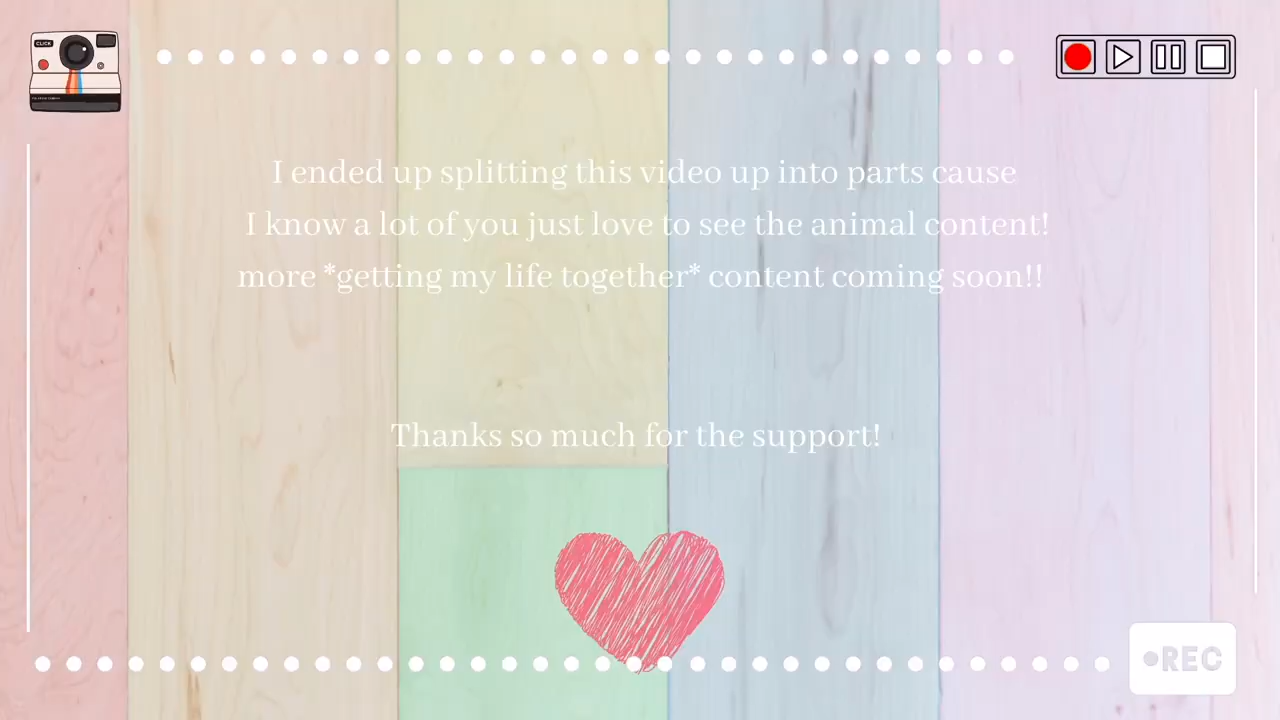 CLICK
I ended up splitting this video up into parts cause
I know a lot of you just love to see the animal content!
more *getting my life together* content coming soon!!
Thanks so much for the support!
REC